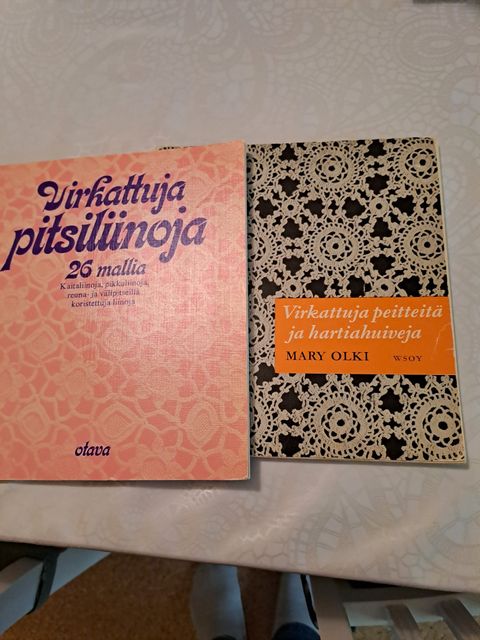 Virkattuja
pitsiliinoja
26 mallia
Kaitaliinoja, pikkuliinoja,
reuna- ja välipitseillä
koristettuja liinoja
otava
Virkattuja peitteitä
ja hartiahuiveja
MARY OLKI WSOY